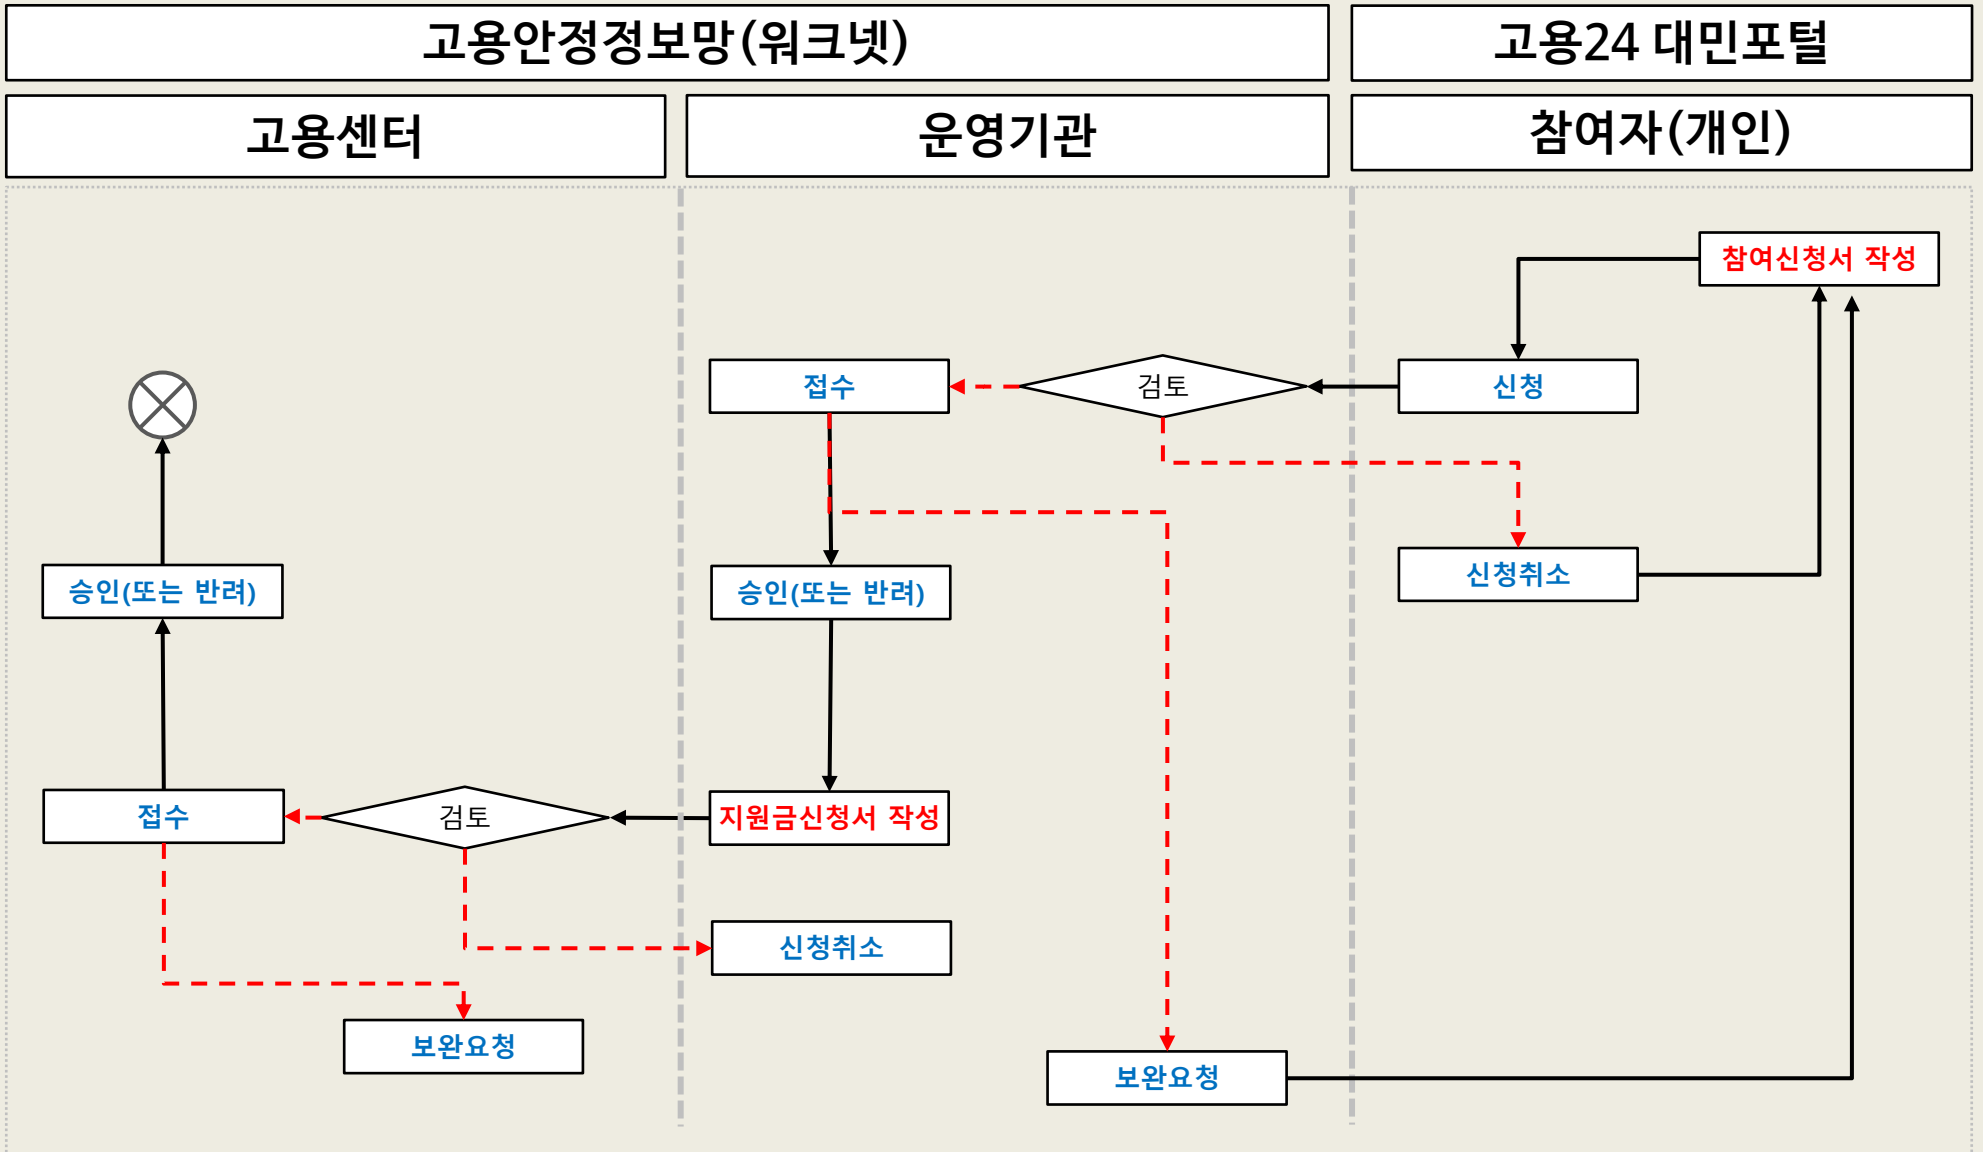 고용안정정보망(워크넷)
고용24 대민포털
고용센터
운영기관
참여자(개인)
참여신청서 작성
접수
검토
신청
승인(또는 반려)
승인(또는 반려)
신청취소
접수
검토
지원금신청서 작성
신청취소
보완요청
보완요청